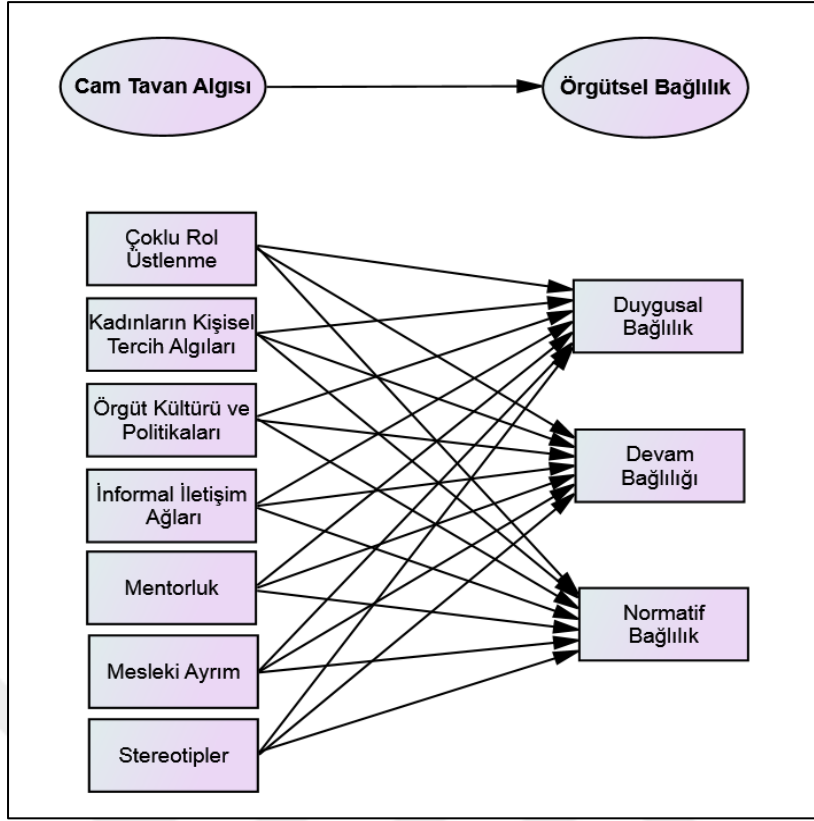 Cam Tavan Algısı
Örgütsel Bağlılık
Çoklu Rol
Üstlenme
Kadınların Kişisel
Tercih Algıları
Örgüt Kültürü ve
Politikaları
İnformal İletişim
Ağları
Mentorluk
Mesleki Ayrım
Stereotipler
Duygusal
Bağlılık
Devam
Bağlılığı
Normatif
Bağlılık